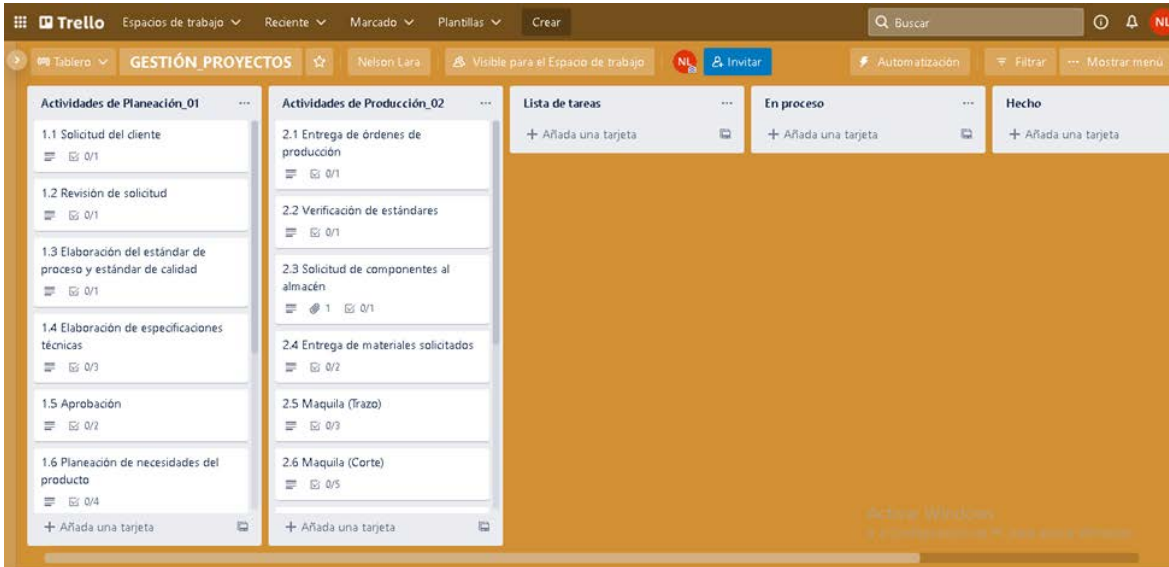 Trello Espacios de trabajo Reciente Marcado Plantillas Crear Buscar NL
Tablero GESTIÓN_PROYECTOS Nelson Lara Visible para el Espacio de trabajo NL Invitar Automatización Filtrar ··· Mostrar menú
Actividades de Planeación_01 ···
1.1 Solicitud del cliente
0/1
1.2 Revisión de solicitud
0/1
1.3 Elaboración del estándar de
proceso y estándar de calidad
0/1
1.4 Elaboración de especificaciones
técnicas
0/3
1.5 Aprobación
0/2
1.6 Planeación de necesidades del
producto
0/4
+ Añada una tarjeta
Actividades de Producción_02 ···
2.1 Entrega de órdenes de
producción
0/1
2.2 Verificación de estándares
0/1
2.3 Solicitud de componentes al
almacén
1 0/1
2.4 Entrega de materiales solicitados
0/2
2.5 Maquila (Trazo)
0/3
2.6 Maquila (Corte)
0/5
+ Añada una tarjeta
Lista de tareas ···
+ Añada una tarjeta
En proceso ···
+ Añada una tarjeta
Hecho
+ Añada una tarjeta
Activar Windows